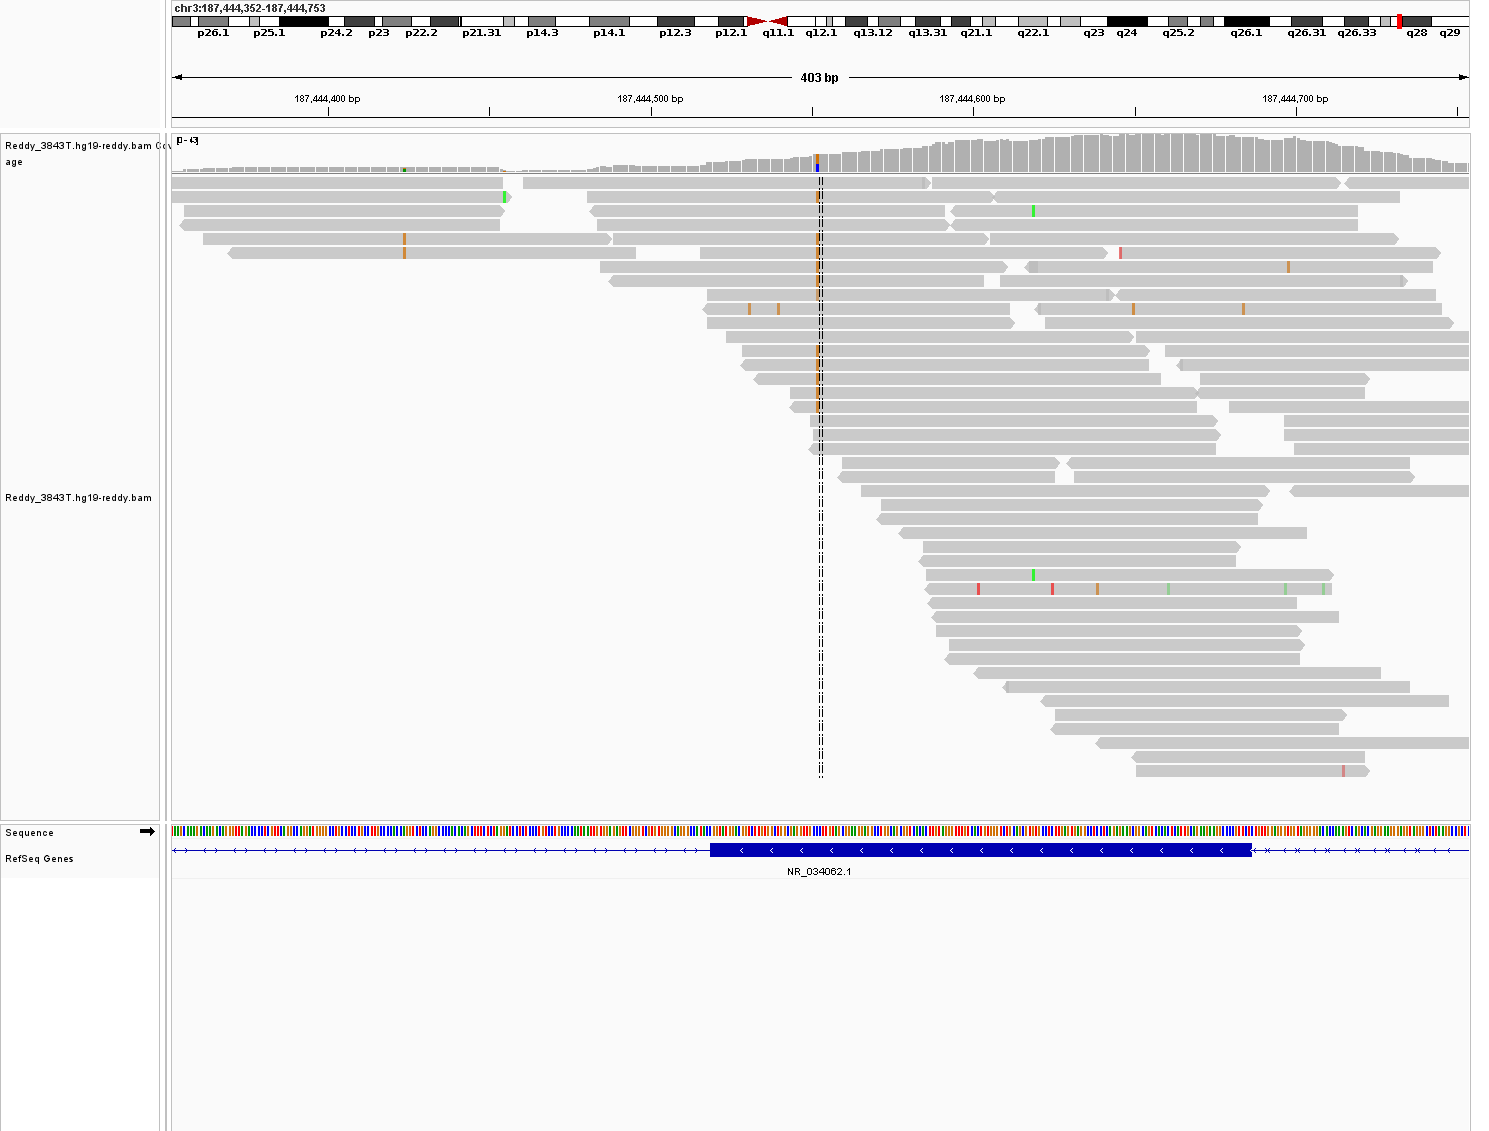 chr3:187,444,352-187,444,753
p26.1 p25.1 p24.2 p23 p22.2 p21.31 p14.3 p14.1 p12.3 p12.1 q11.1 q12.1 q13.12 q13.31 q21.1 q22.1 q23 q24 q25.2 q26.1 q26.31 q26.33 q28 q29
403 bp
187,444,400 bp 187,444,500 bp 187,444,600 bp 187,444,700 bp
Reddy_3843T.hg19-reddy.bam Cov
age
[0 - 43]
Reddy_3843T.hg19-reddy.bam
Sequence
RefSeq Genes
NR_034062.1